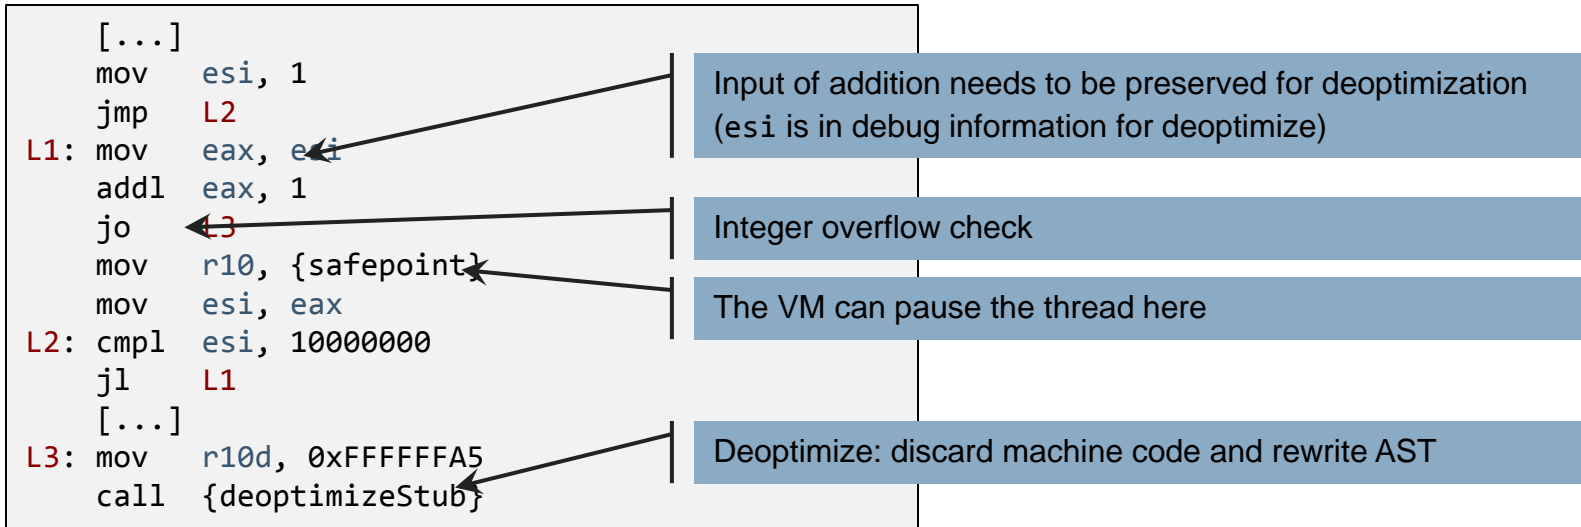 [...]
mov esi, 1
jmp L2
L1: mov eax, esi
addl eax, 1
jo L3
mov r10, {safepoint}
mov esi, eax
L2: cmpl esi, 10000000
jl L1
[...]
L3: mov r10d, 0xFFFFFFA5
call {deoptimizeStub}
Input of addition needs to be preserved for deoptimization
(esi is in debug information for deoptimize)
Integer overflow check
The VM can pause the thread here
Deoptimize: discard machine code and rewrite AST